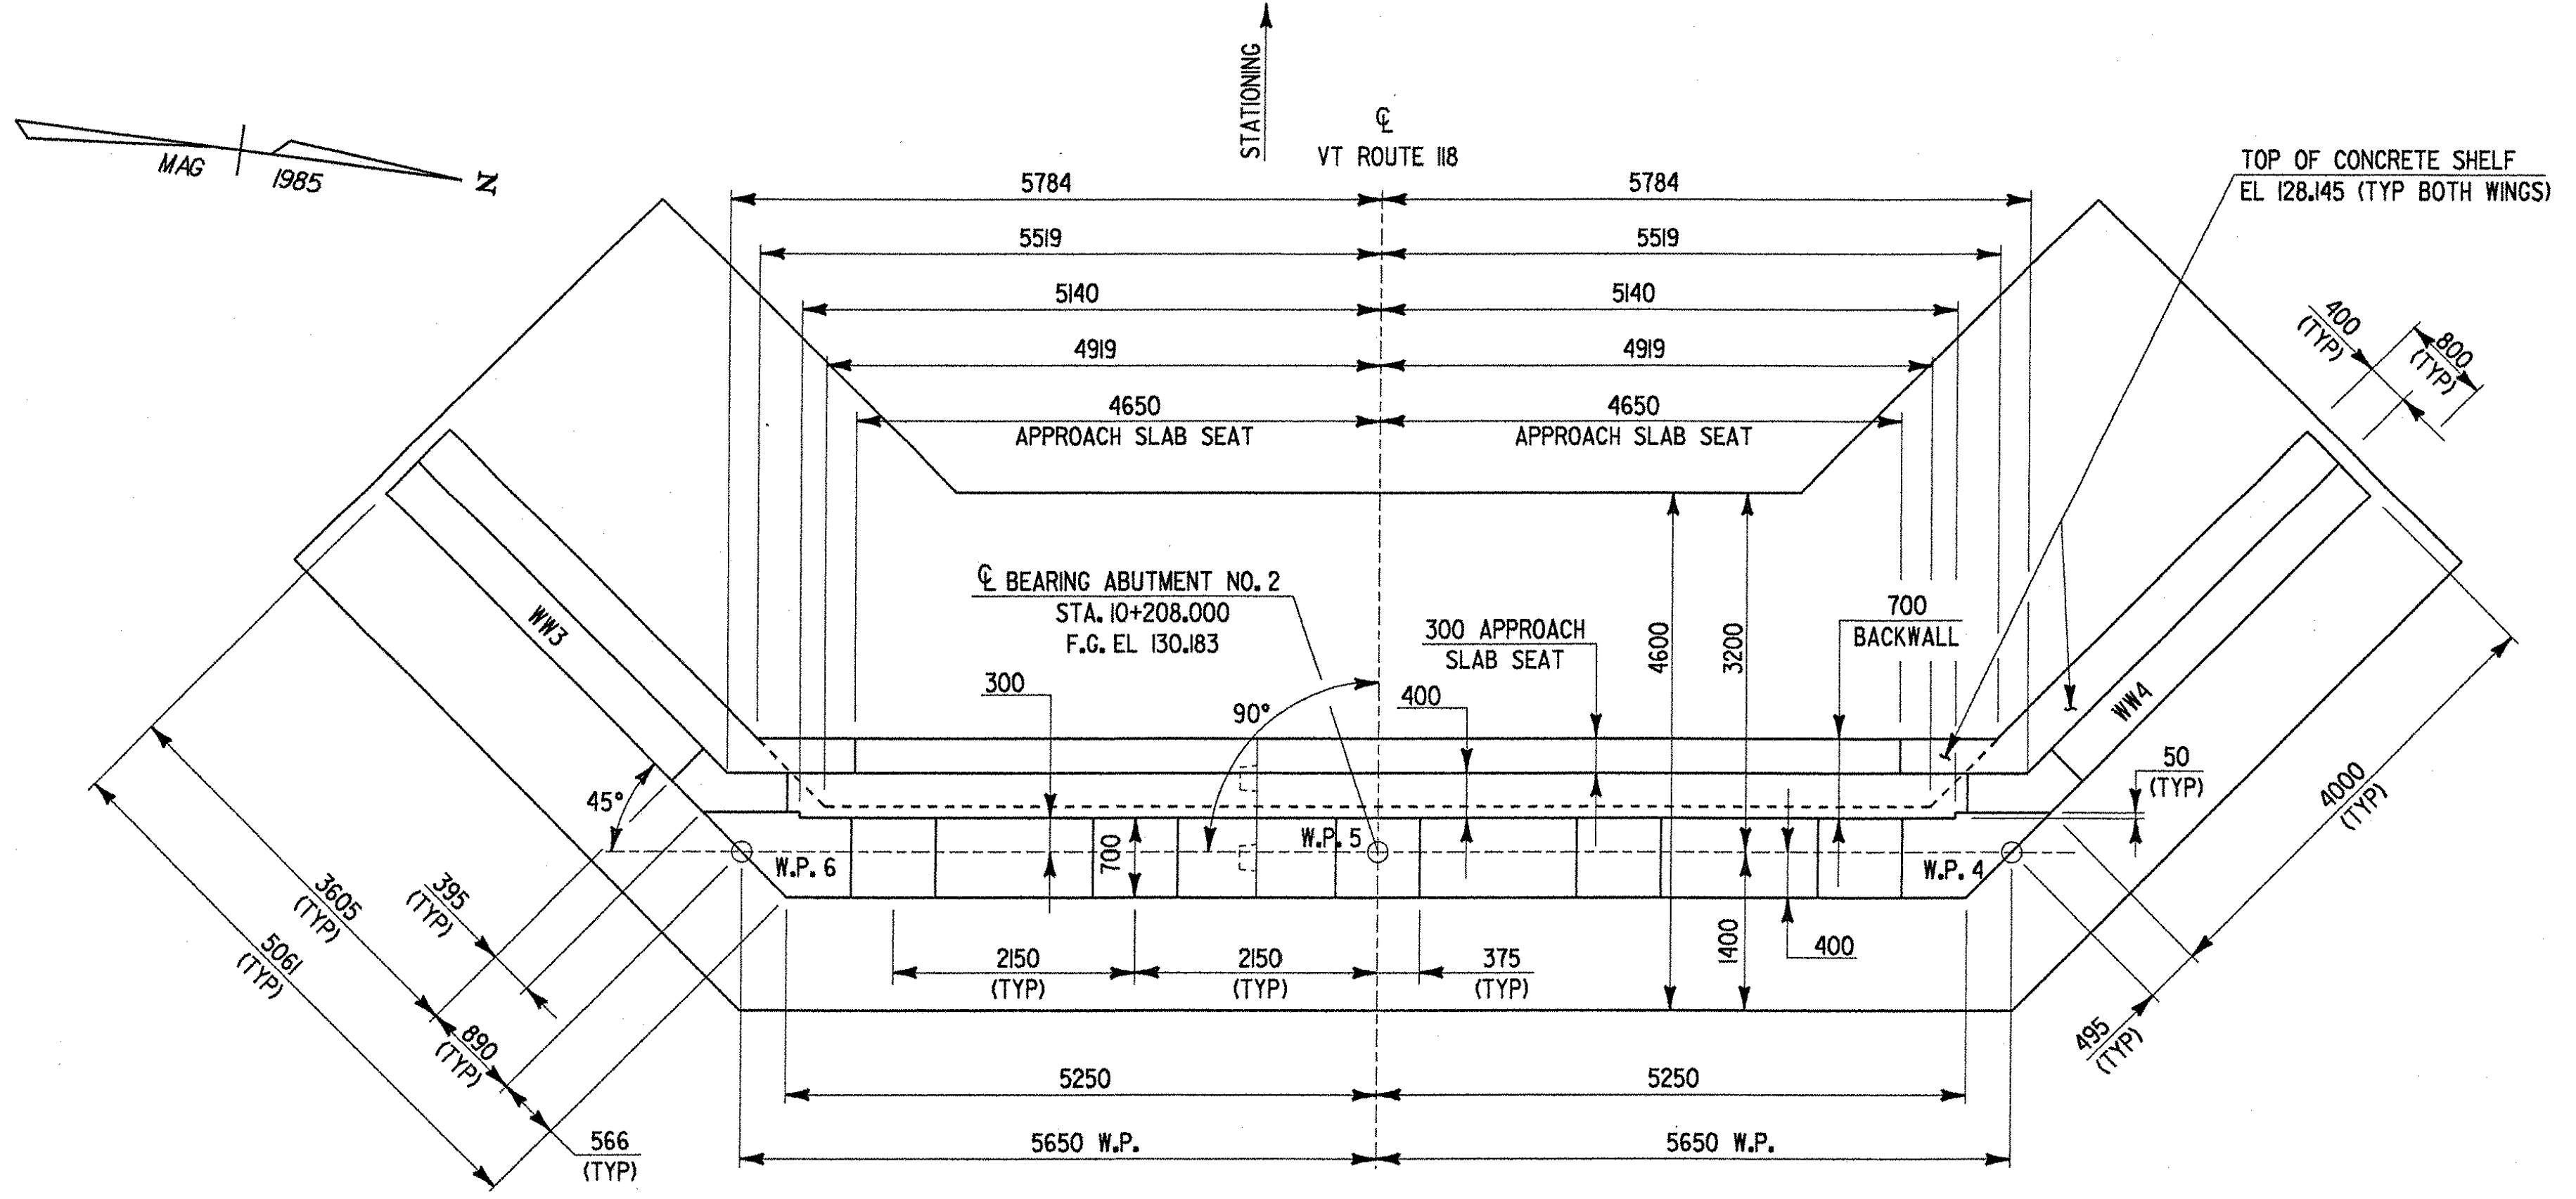 STATIONING
℄
VT ROUTE 118
MAG
1985
N
TOP OF CONCRETE SHELF
EL 128.145 (TYP BOTH WINGS)
5784
5784
5519
5519
5140
5140
4919
4919
4650
APPROACH SLAB SEAT
4650
APPROACH SLAB SEAT
400
(TYP)
800
(TYP)
℄ BEARING ABUTMENT NO. 2
STA. 10+208.000
F.G. EL 130.183
300 APPROACH
SLAB SEAT
4600
3200
700
BACKWALL
WW3
WW4
300
90°
400
45°
50
(TYP)
4000
(TYP)
W.P. 6
700
W.P. 5
W.P. 4
3605
(TYP)
395
(TYP)
5061
(TYP)
890
(TYP)
566
(TYP)
2150
(TYP)
2150
(TYP)
375
(TYP)
1400
400
495
(TYP)
5250
5250
5650 W.P.
5650 W.P.